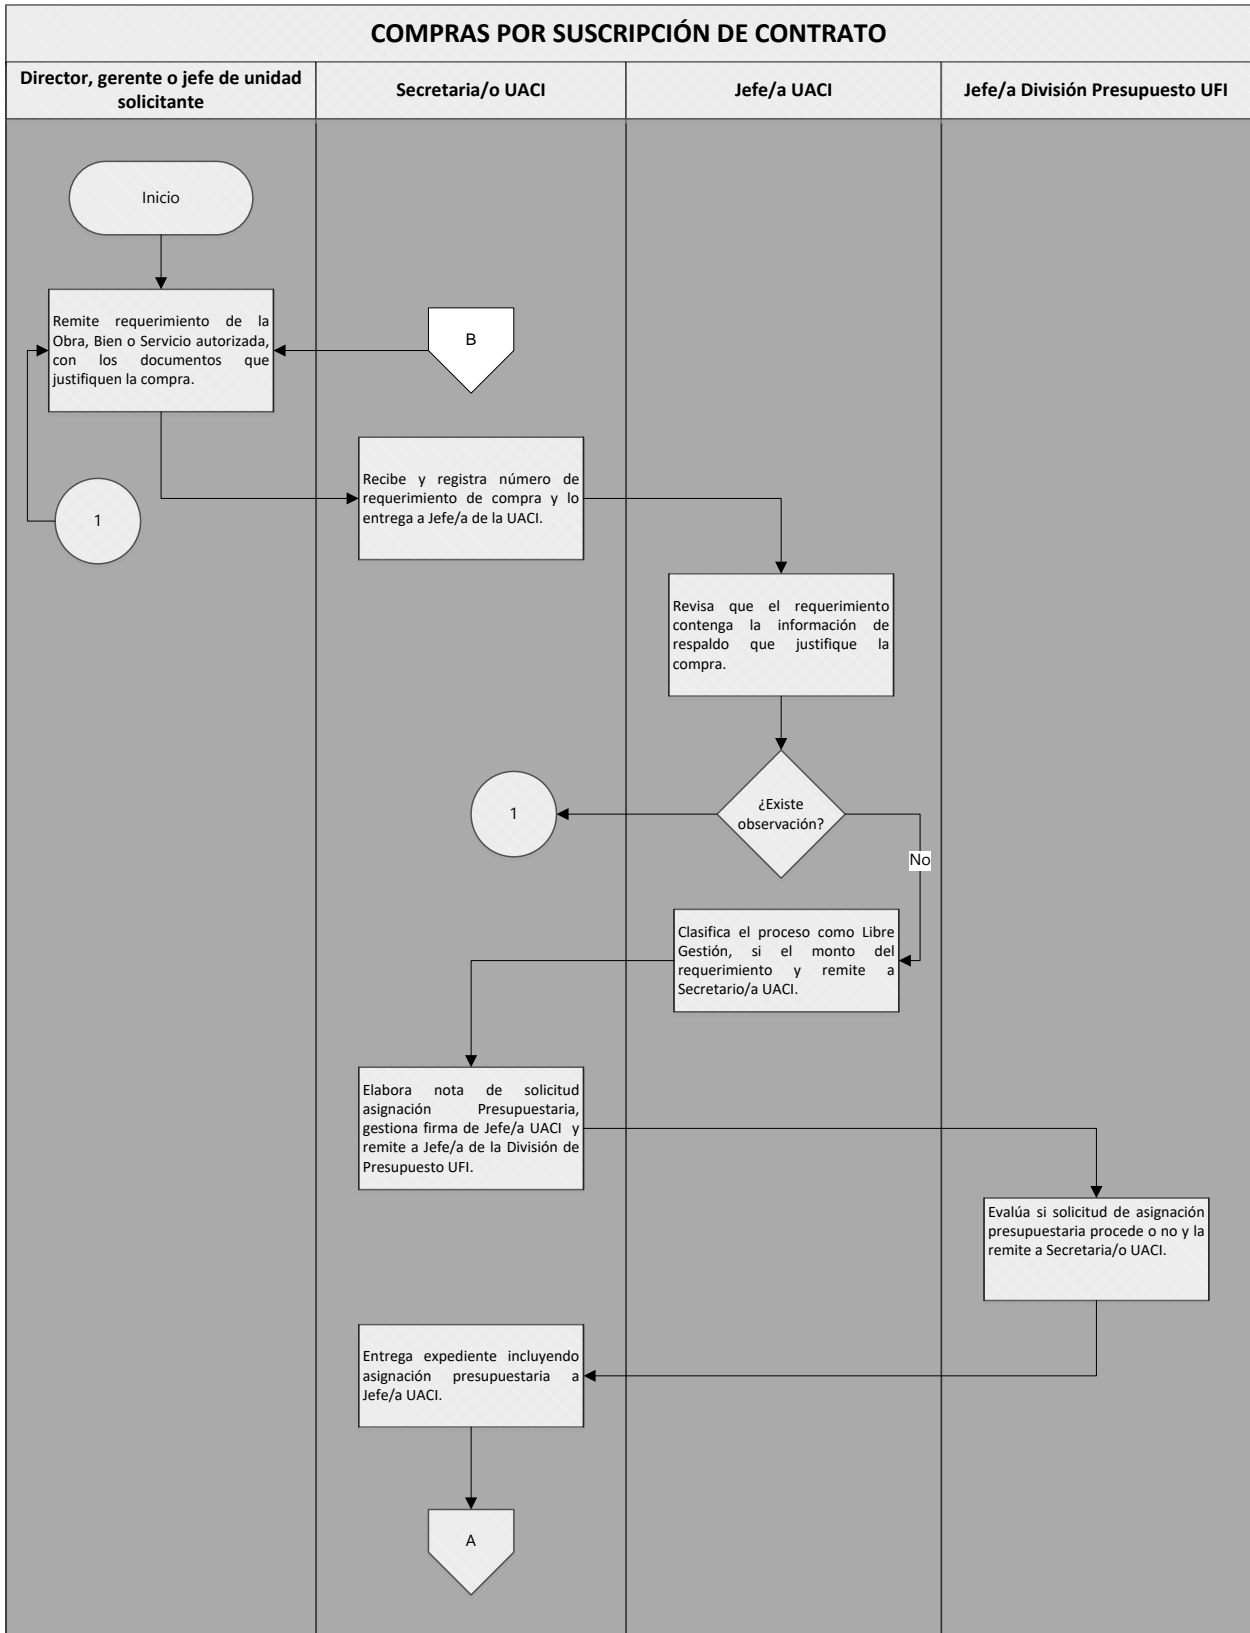 COMPRAS POR SUSCRIPCIÓN DE CONTRATO
Director, gerente o jefe de unidad
solicitante
Secretaria/o UACI
Jefe/a UACI
Jefe/a División Presupuesto UFI
Inicio
Remite requerimiento de la
Obra, Bien o Servicio autorizada,
con los documentos que
justifiquen la compra.
B
1
Recibe y registra número de
requerimiento de compra y lo
entrega a Jefe/a de la UACI.
Revisa que el requerimiento
contenga la información de
respaldo que justifique la
compra.
¿Existe
observación?
1
No
Clasifica el proceso como Libre
Gestión, si el monto del
requerimiento y remite a
Secretario/a UACI.
Elabora nota de solicitud
asignación Presupuestaria,
gestiona firma de Jefe/a UACI y
remite a Jefe/a de la División de
Presupuesto UFI.
Evalúa si solicitud de asignación
presupuestaria procede o no y la
remite a Secretaria/o UACI.
Entrega expediente incluyendo
asignación presupuestaria a
Jefe/a UACI.
A